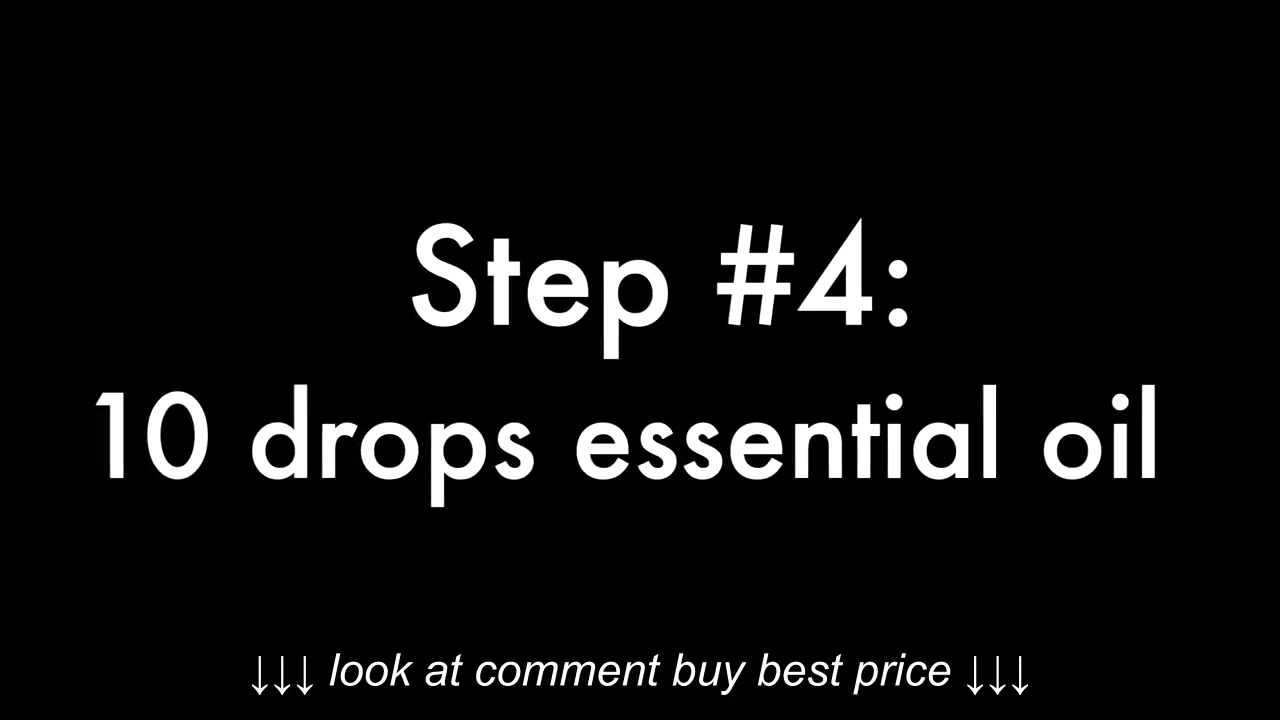 Step #4:
10 drops essential oil
↓↓↓ look at comment buy best price ↓↓↓